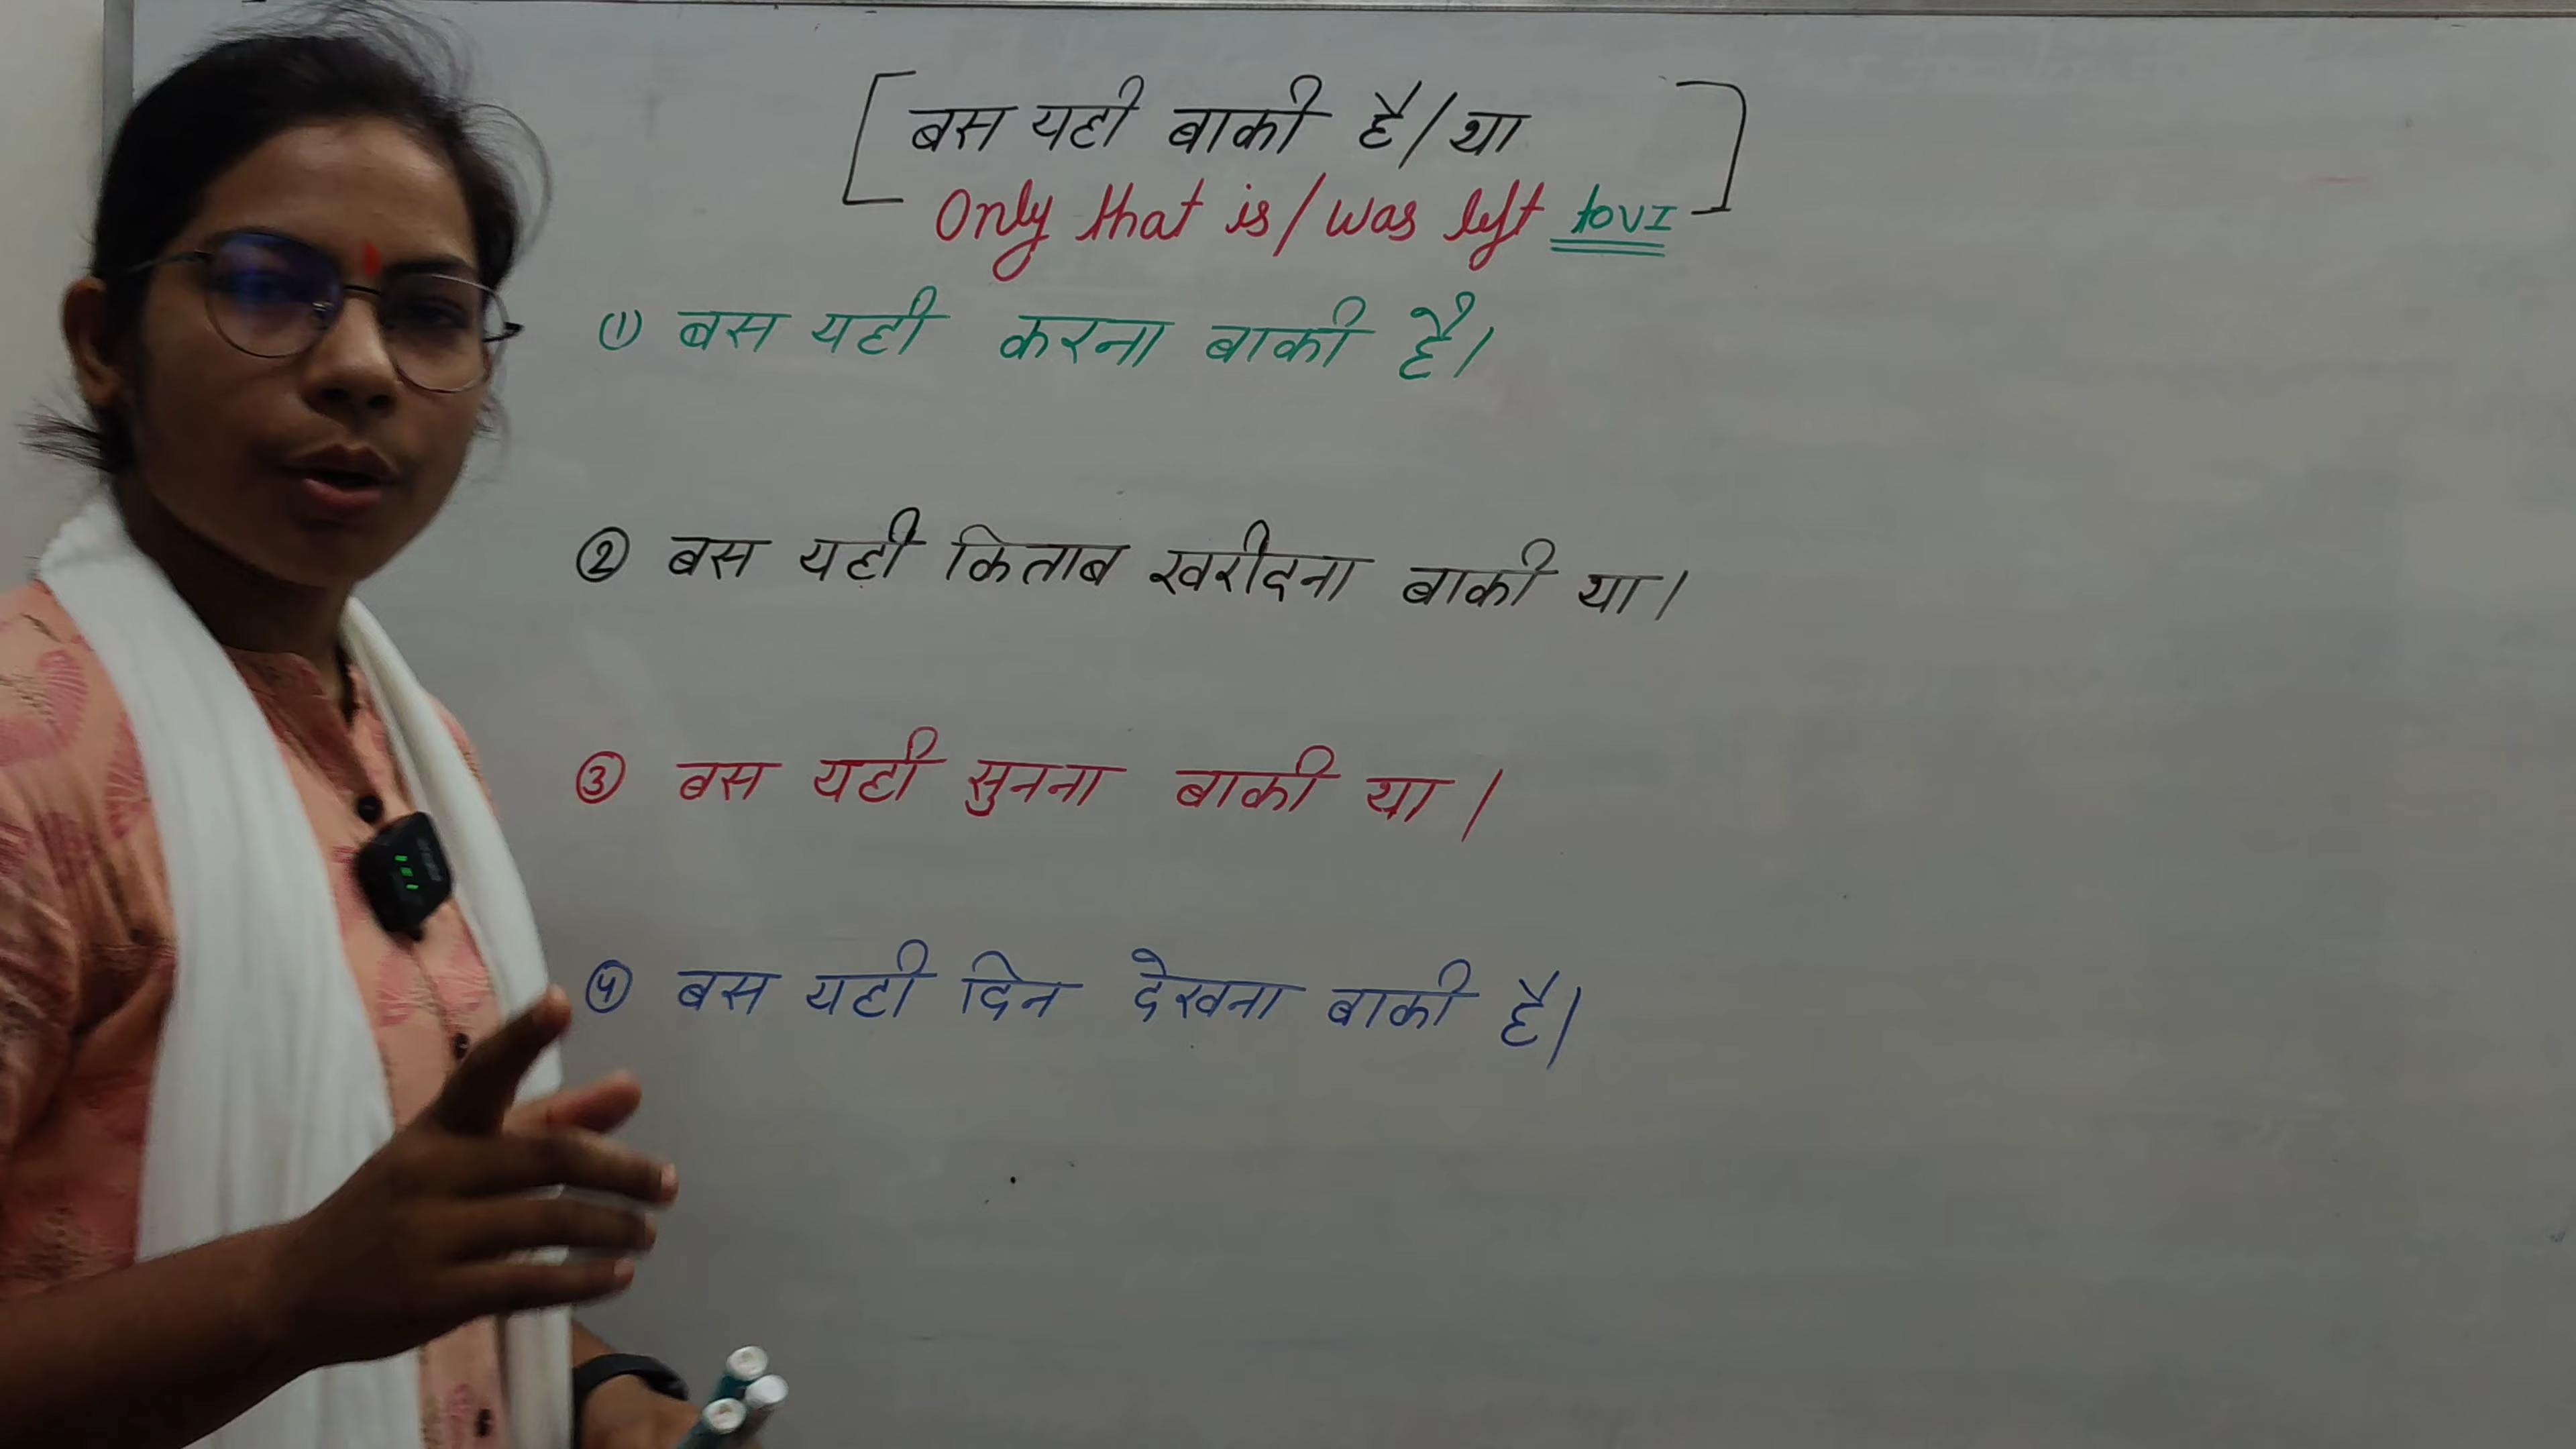 [बस यही बाकी है/था
Only that is/was left toVI]
(1) बस यही करना बाकी है।
(2) बस यही किताब खरीदना बाकी था।
(3) बस यही सुनना बाकी था।
(4) बस यही दिन देखना बाकी है।